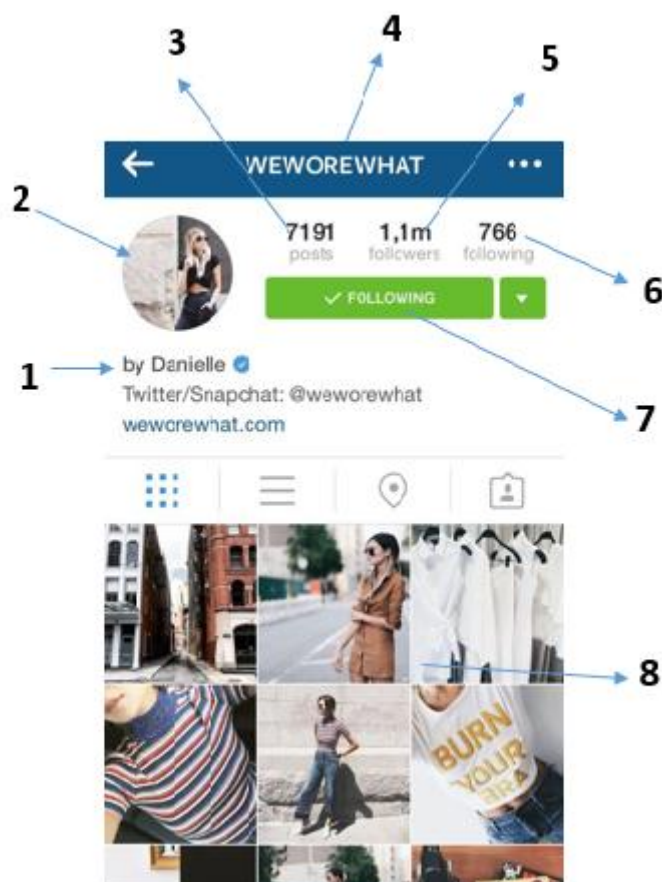 4
3
5
WEWOREWHAT
2
7191 1,1m 766
posts followers following
6
FOLLOWING
1
by Danielle
Twitter/Snapchat: @weworewhat
7
weworewhat.com
8
BURN
YOUR
BRA